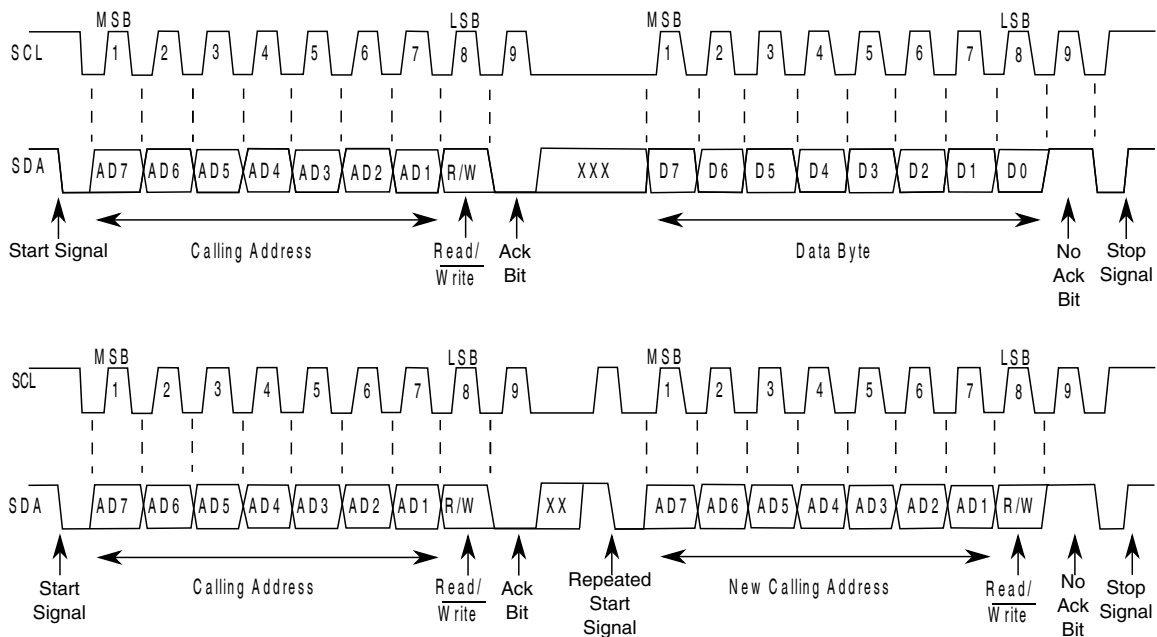 MSB LSB MSB LSB
SCL 1 2 3 4 5 6 7 8 9 1 2 3 4 5 6 7 8 9
SDA AD7 AD6 AD5 AD4 AD3 AD2 AD1 R/W XXX D7 D6 D5 D4 D3 D2 D1 D0
Start Signal Calling Address Read/ Ack Data Byte No Stop
Write Bit Ack Signal
Bit
MSB LSB MSB LSB
SCL 1 2 3 4 5 6 7 8 9 1 2 3 4 5 6 7 8 9
SDA AD7 AD6 AD5 AD4 AD3 AD2 AD1 R/W XX AD7 AD6 AD5 AD4 AD3 AD2 AD1 R/W
Start Calling Address Read/ Ack Repeated New Calling Address Read/ No Stop
Signal Write Bit Start Write Ack Signal
Signal Bit